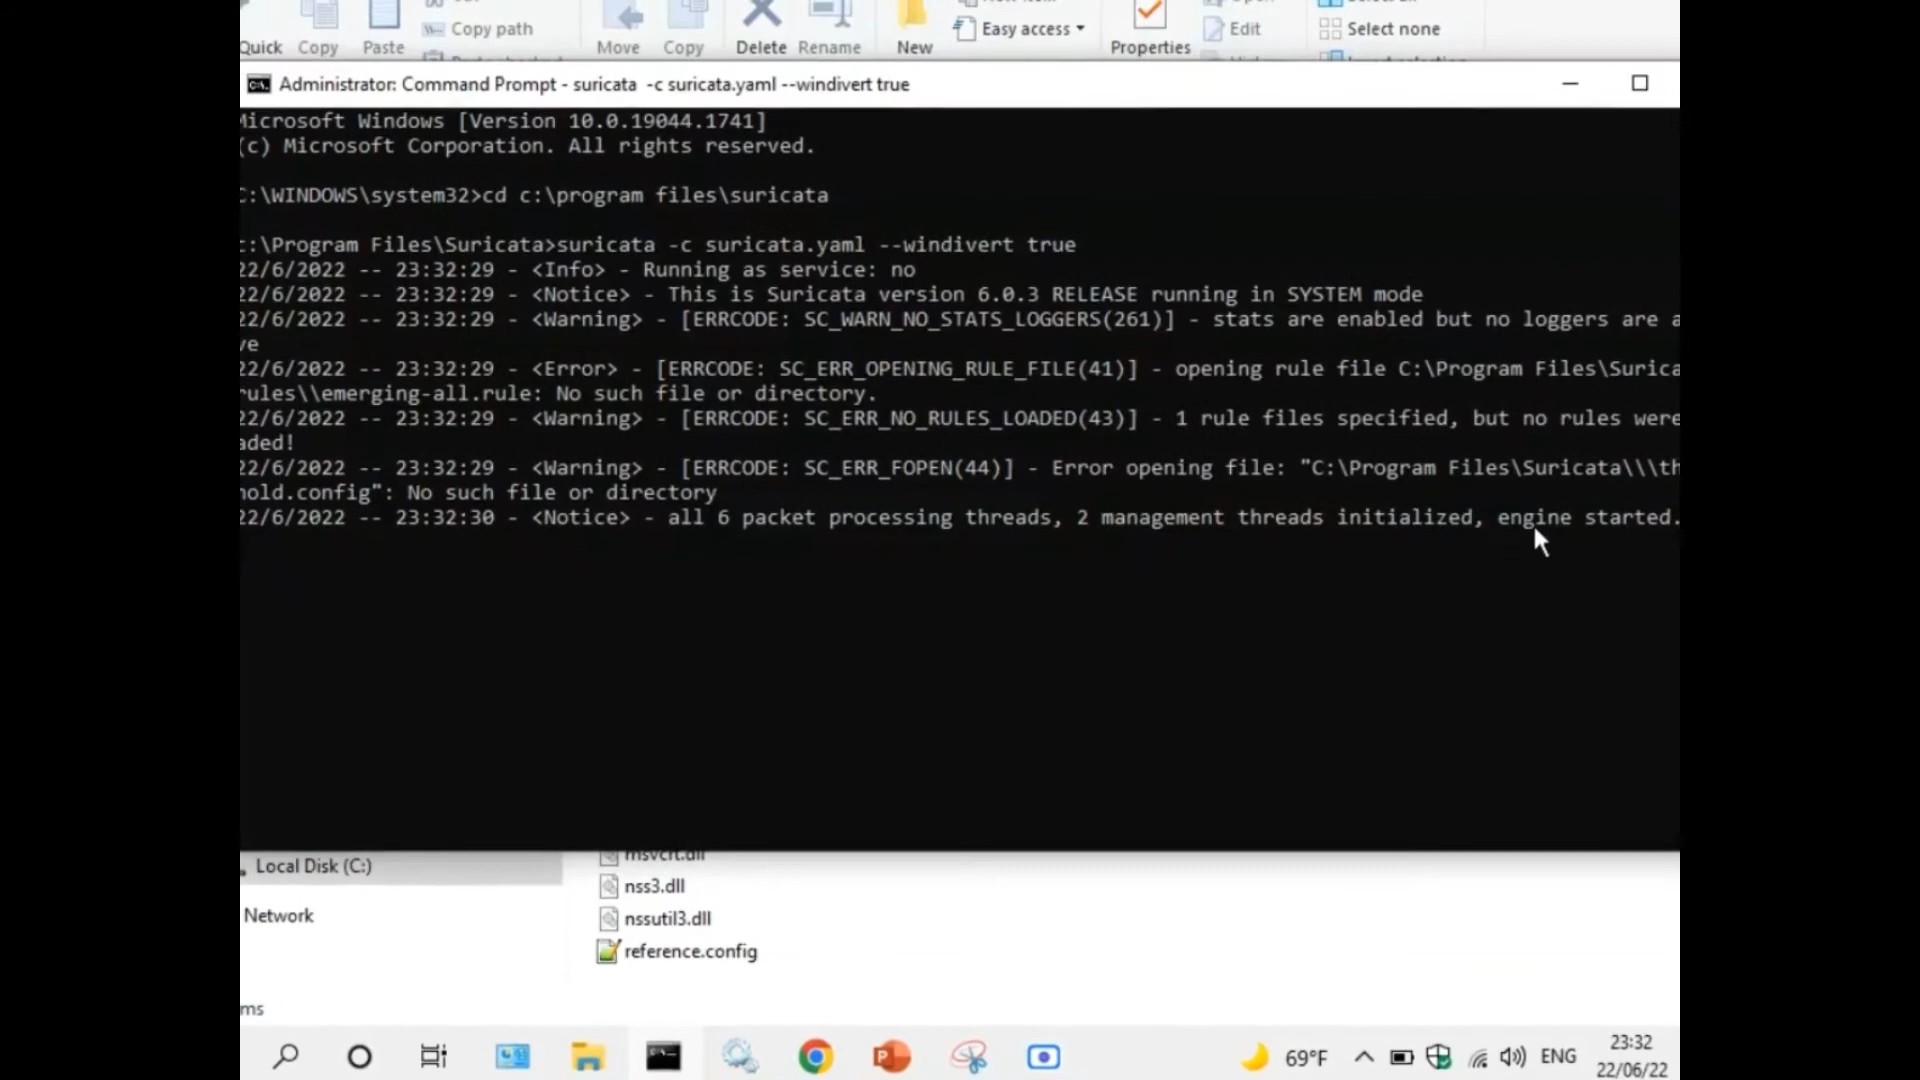 Quick Copy Paste Copy path Move Copy Delete Rename New Easy access Properties Edit Select none
Administrator: Command Prompt - suricata -c suricata.yaml --windivert true
Microsoft Windows [Version 10.0.19044.1741]
(c) Microsoft Corporation. All rights reserved.
C:\WINDOWS\system32>cd c:\program files\suricata
c:\Program Files\Suricata>suricata -c suricata.yaml --windivert true
22/6/2022 -- 23:32:29 - <Info> - Running as service: no
22/6/2022 -- 23:32:29 - <Notice> - This is Suricata version 6.0.3 RELEASE running in SYSTEM mode
22/6/2022 -- 23:32:29 - <Warning> - [ERRCODE: SC_WARN_NO_STATS_LOGGERS(261)] - stats are enabled but no loggers are a
ve
22/6/2022 -- 23:32:29 - <Error> - [ERRCODE: SC_ERR_OPENING_RULE_FILE(41)] - opening rule file C:\Program Files\Surica
rules\\emerging-all.rule: No such file or directory.
22/6/2022 -- 23:32:29 - <Warning> - [ERRCODE: SC_ERR_NO_RULES_LOADED(43)] - 1 rule files specified, but no rules were
aded!
22/6/2022 -- 23:32:29 - <Warning> - [ERRCODE: SC_ERR_FOPEN(44)] - Error opening file: "C:\Program Files\Suricata\\\th
hold.config": No such file or directory
22/6/2022 -- 23:32:30 - <Notice> - all 6 packet processing threads, 2 management threads initialized, engine started.
Local Disk (C:)
msvcrt.dll
nss3.dll
Network
nssutil3.dll
reference.config
ms
69°F ENG 23:32
22/06/22